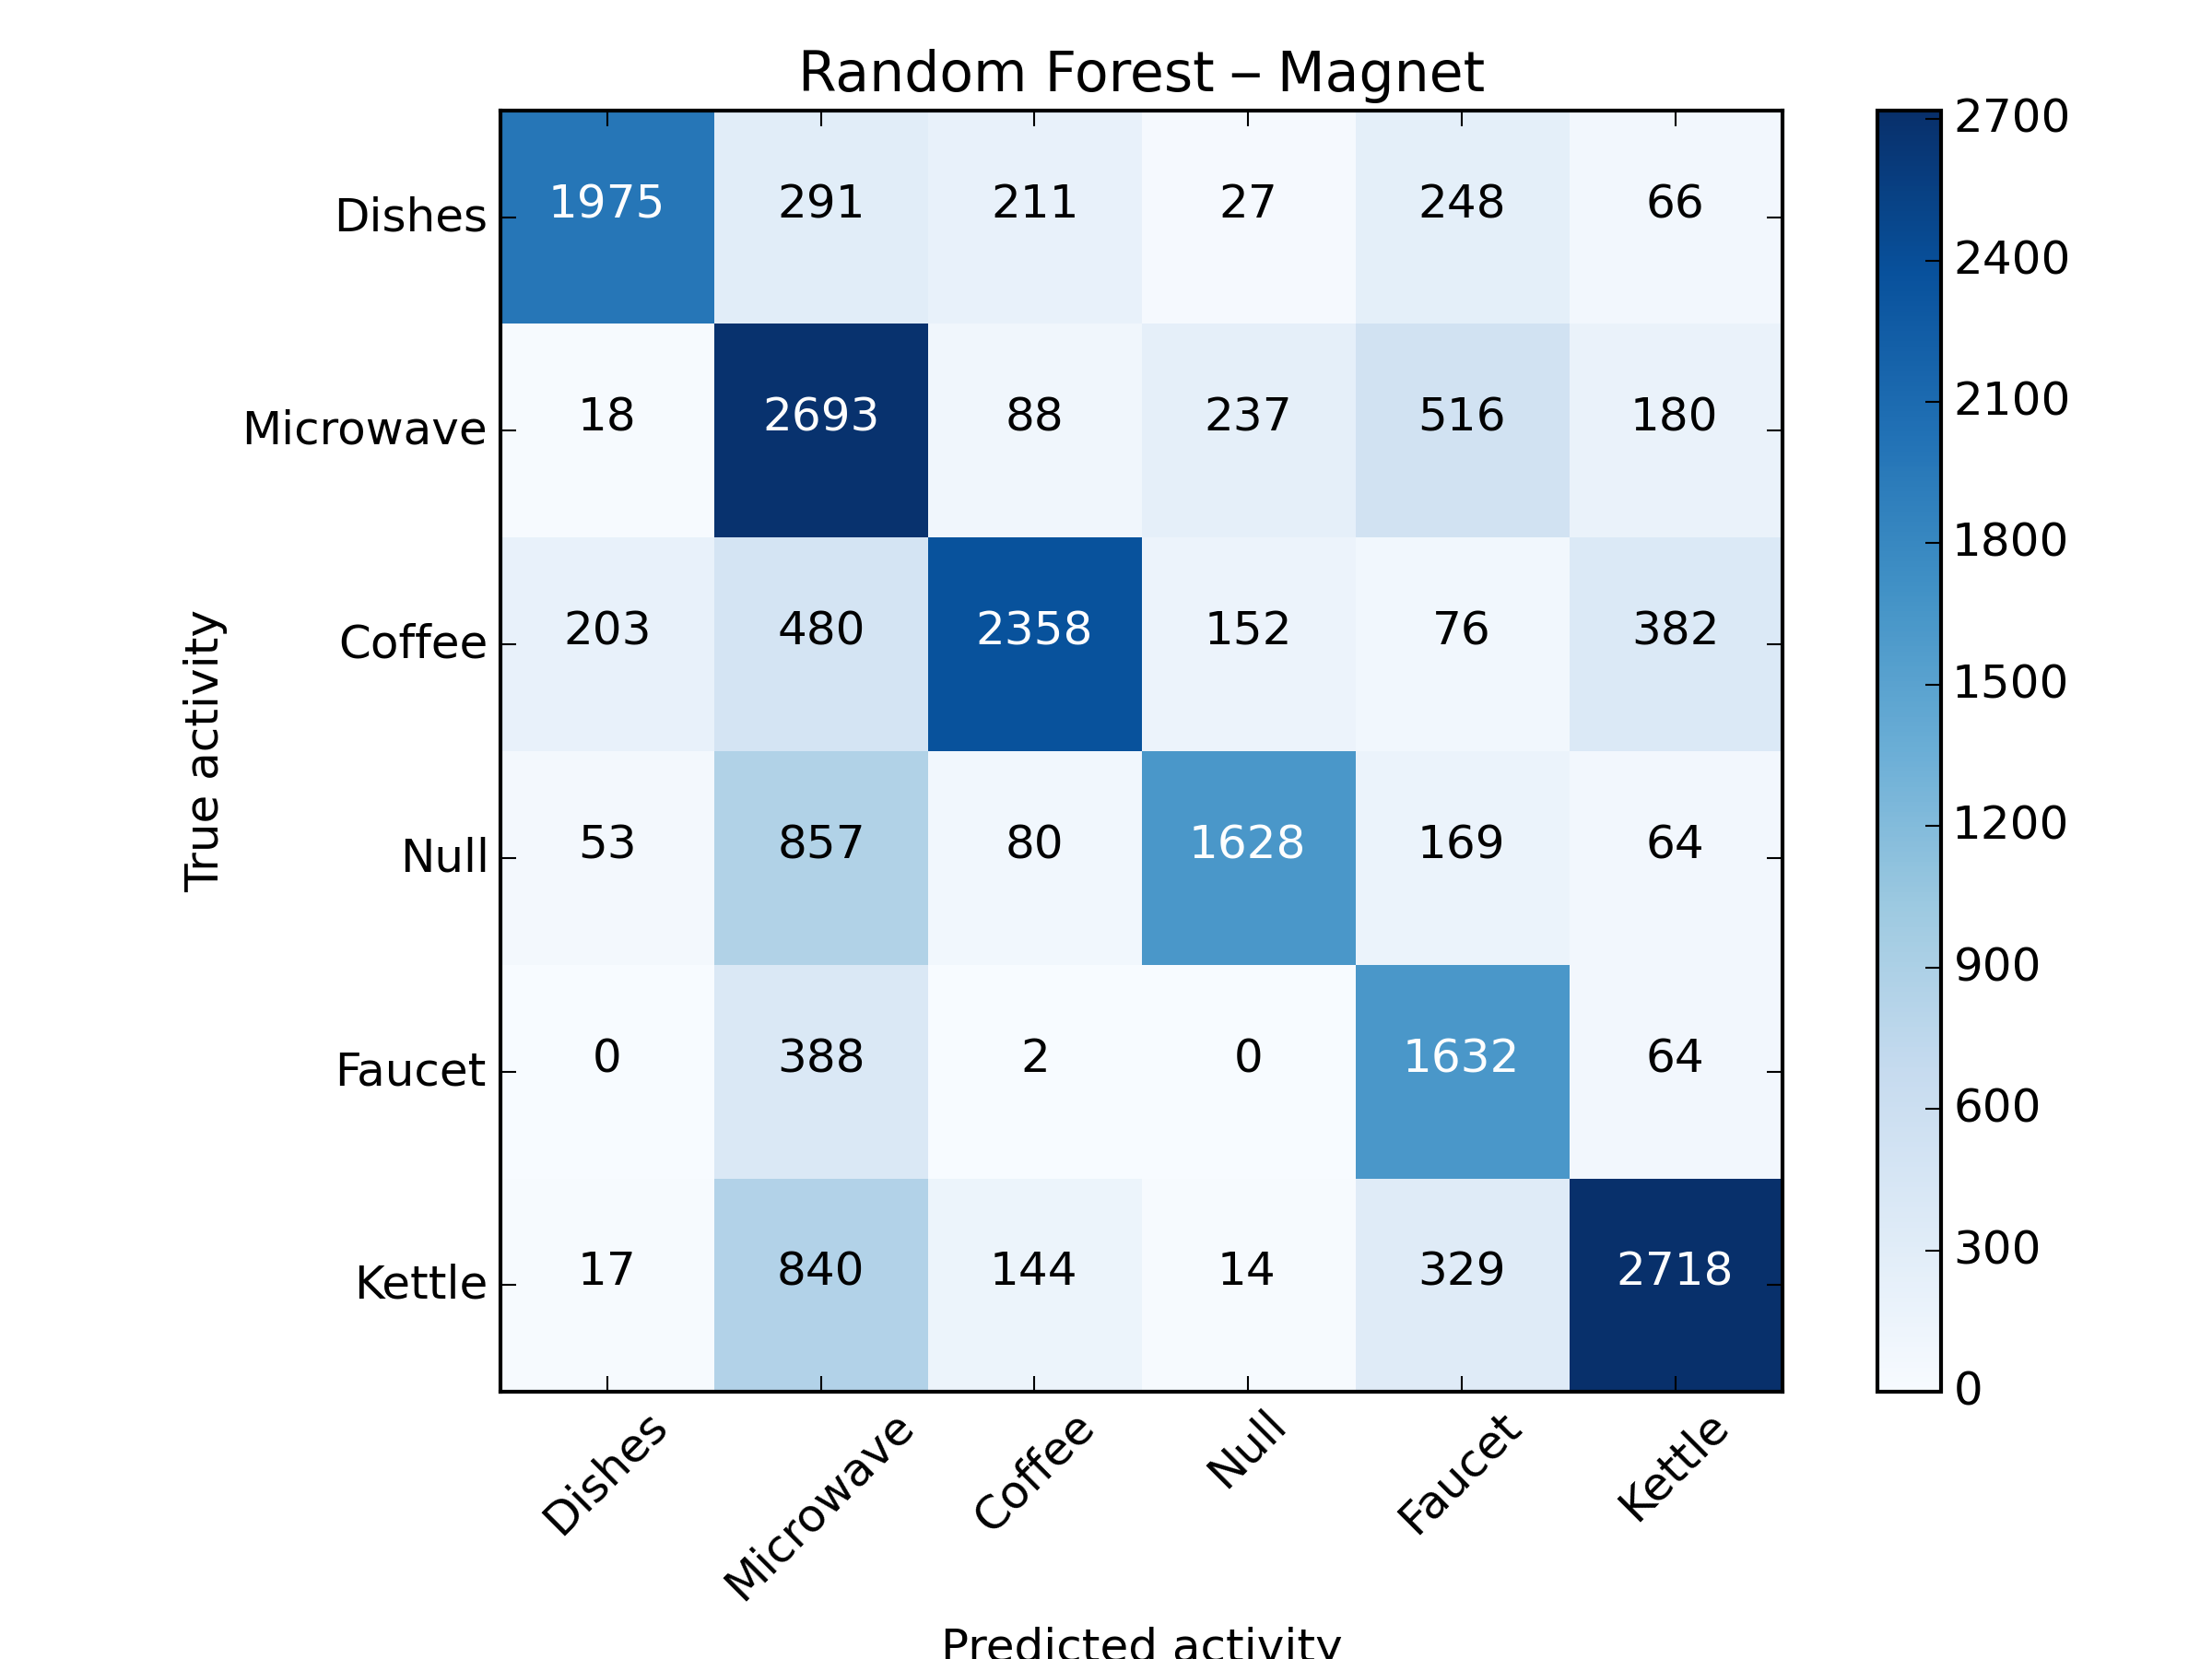 Random Forest – Magnet
Dishes 1975 291 211 27 248 66
Microwave 18 2693 88 237 516 180
Coffee 203 480 2358 152 76 382
Null 53 857 80 1628 169 64
Faucet 0 388 2 0 1632 64
Kettle 17 840 144 14 329 2718
True activity
Dishes Microwave Coffee Null Faucet Kettle
Predicted activity
2700
2400
2100
1800
1500
1200
900
600
300
0